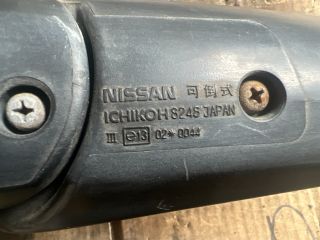 NISSAN 可倒式
ICHIKOH 8245 JAPAN
III e13 02*0044